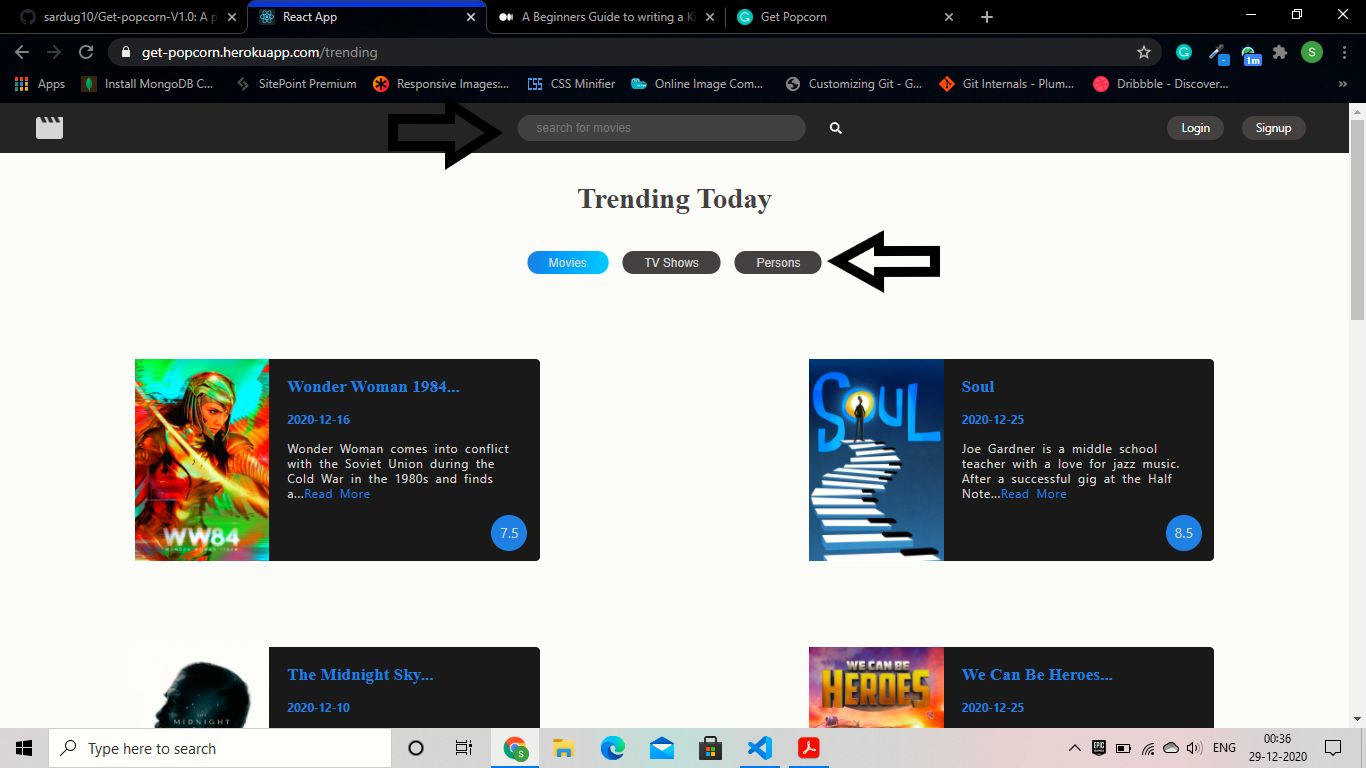 sardug10/Get-popcorn-V1.0: A p
React App
A Beginners Guide to writing a Ki
Get Popcorn
get-popcorn.herokuapp.com/trending
S
1m
Apps
Install MongoDB C...
SitePoint Premium
Responsive Images:...
CSS Minifier
Online Image Com...
Customizing Git - G...
Git Internals - Plum...
Dribbble - Discover...
search for movies
Login
Signup
Trending Today
Movies
TV Shows
Persons
WW84
Wonder Woman 1984...
2020-12-16
Wonder Woman comes into conflict
with the Soviet Union during the
Cold War in the 1980s and finds
a...Read More
7.5
SOUL
Soul
2020-12-25
Joe Gardner is a middle school
teacher with a love for jazz music.
After a successful gig at the Half
Note...Read More
8.5
THE
MIDNIGHT
The Midnight Sky...
2020-12-10
WE CAN BE
HEROES
We Can Be Heroes...
2020-12-25
Type here to search
S
EPIC
ENG
00:36
29-12-2020